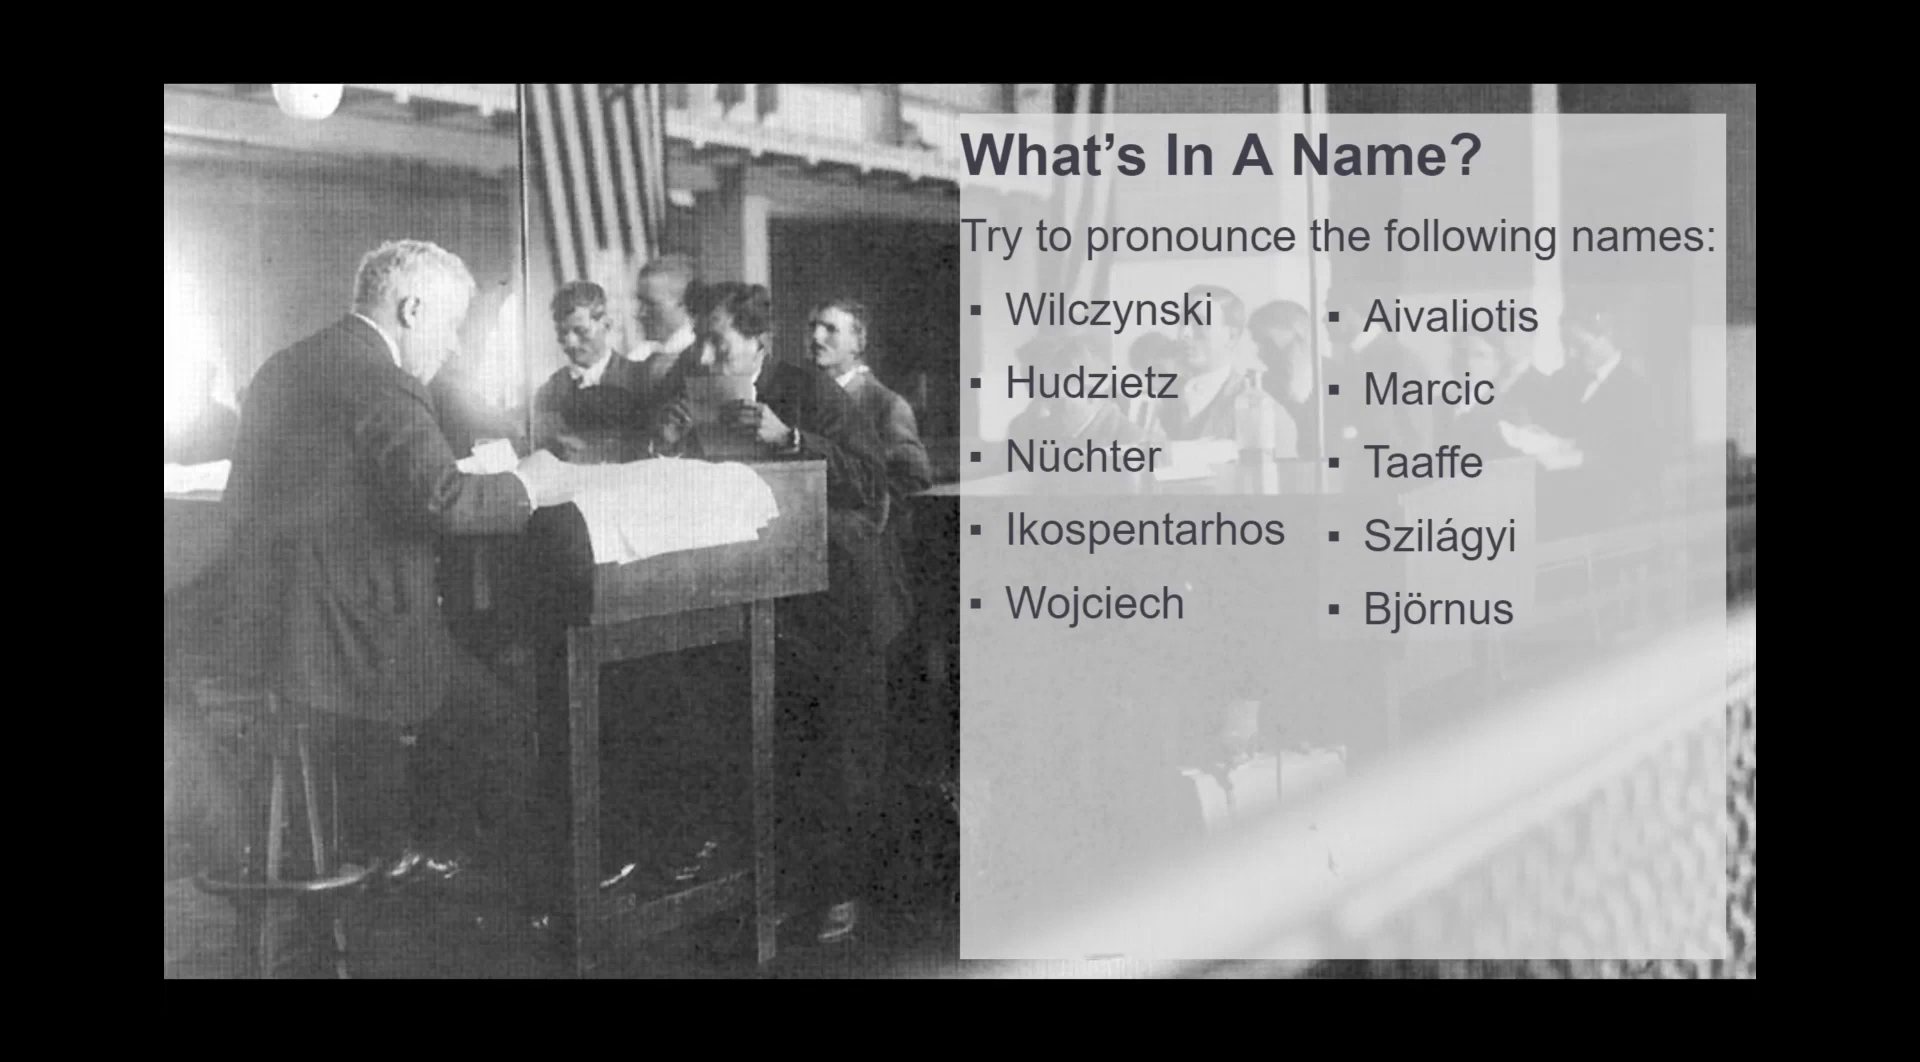 What’s In A Name?
Try to pronounce the following names:
▪ Wilczynski
▪ Hudzietz
▪ Nüchter
▪ Ikospentarhos
▪ Wojciech
▪ Aivaliotis
▪ Marcic
▪ Taaffe
▪ Szilágyi
▪ Björnus